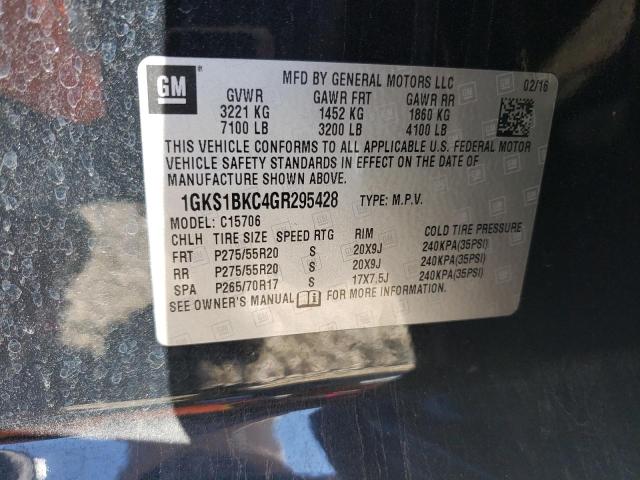 GM ® MFD BY GENERAL MOTORS LLC 02/16
GVWR GAWR FRT GAWR RR
3221 KG 1452 KG 1860 KG
7100 LB 3200 LB 4100 LB
THIS VEHICLE CONFORMS TO ALL APPLICABLE U.S. FEDERAL MOTOR
VEHICLE SAFETY STANDARDS IN EFFECT ON THE DATE OF
MANUFACTURE SHOWN ABOVE.
1GKS1BKC4GR295428 TYPE: M.P.V.
MODEL: C15706
CHLH TIRE SIZE SPEED RTG RIM COLD TIRE PRESSURE
FRT P275/55R20 S 20X9J 240KPA(35PSI)
RR P275/55R20 S 20X9J 240KPA(35PSI)
SPA P265/70R17 S 17X7.5J 240KPA(35PSI)
SEE OWNER'S MANUAL i FOR MORE INFORMATION.